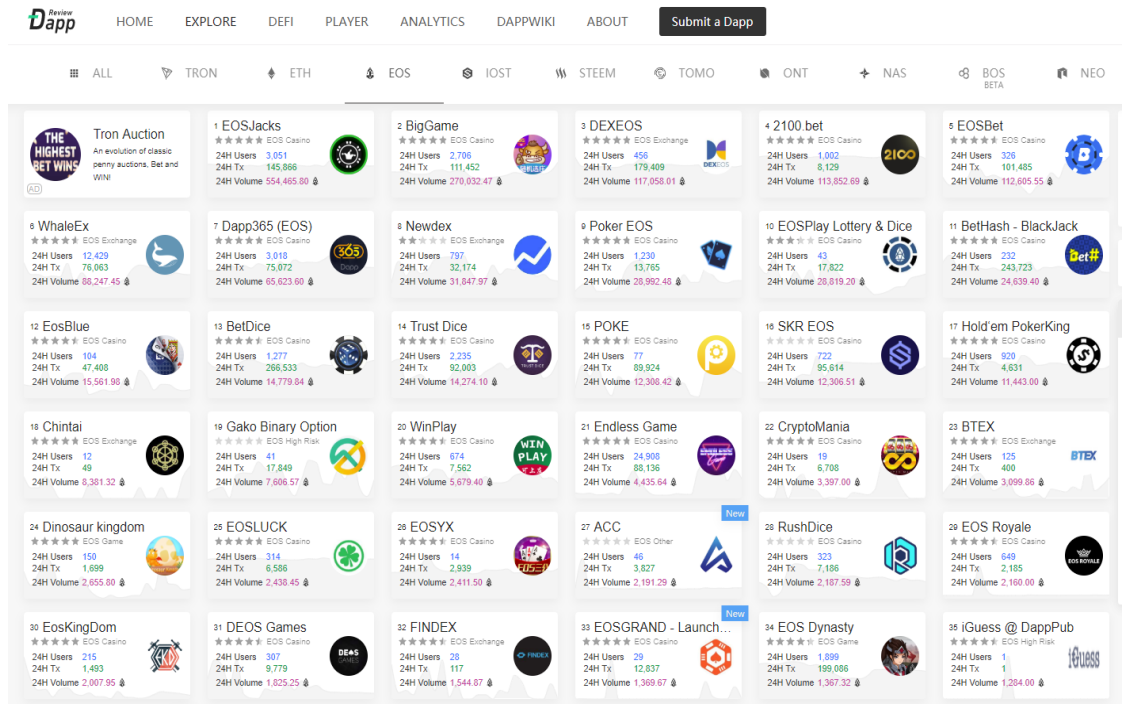 Review
Dapp
HOME EXPLORE DEFI PLAYER ANALYTICS DAPPWIKI ABOUT Submit a Dapp
ALL TRON ETH EOS IOST STEEM TOMO ONT NAS BOS NEO
BETA
THE HIGHEST BET WINS
AD
Tron Auction
An evolution of classic
penny auctions, Bet and
WIN!
1 EOSJacks
EOS Casino
24H Users 3,051
24H Tx 145,866
24H Volume 554,465.80
2 BigGame
EOS Casino
24H Users 2,706
24H Tx 111,452
24H Volume 270,032.47
3 DEXEOS
EOS Exchange
24H Users 456
24H Tx 179,409
24H Volume 117,058.01
DEXEOS
4 2100.bet
EOS Casino
24H Users 1,002
24H Tx 8,129
24H Volume 113,852.69
2100
5 EOSBet
EOS Casino
24H Users 326
24H Tx 101,485
24H Volume 112,605.55
6 WhaleEx
EOS Exchange
24H Users 12,429
24H Tx 76,063
24H Volume 88,247.45
7 Dapp365 (EOS)
EOS Casino
24H Users 3,018
24H Tx 75,072
24H Volume 65,623.60
365
Dapp
8 Newdex
EOS Exchange
24H Users 797
24H Tx 32,174
24H Volume 31,847.97
9 Poker EOS
EOS Casino
24H Users 1,230
24H Tx 13,765
24H Volume 28,992.48
10 EOSPlay Lottery & Dice
EOS Casino
24H Users 43
24H Tx 17,822
24H Volume 28,819.20
11 BetHash - BlackJack
EOS Casino
24H Users 232
24H Tx 243,723
24H Volume 24,639.40
Bet#
12 EosBlue
EOS Casino
24H Users 104
24H Tx 47,408
24H Volume 15,561.98
13 BetDice
EOS Casino
24H Users 1,277
24H Tx 266,533
24H Volume 14,779.84
14 Trust Dice
EOS Casino
24H Users 2,235
24H Tx 92,003
24H Volume 14,274.10
TRUST DICE
15 POKE
EOS Casino
24H Users 77
24H Tx 89,924
24H Volume 12,308.42
16 SKR EOS
EOS Casino
24H Users 722
24H Tx 95,614
24H Volume 12,306.51
17 Hold'em PokerKing
EOS Casino
24H Users 920
24H Tx 4,631
24H Volume 11,443.00
18 Chintai
EOS Exchange
24H Users 12
24H Tx 49
24H Volume 8,381.32
19 Gako Binary Option
EOS High Risk
24H Users 41
24H Tx 17,849
24H Volume 7,606.57
20 WinPlay
EOS Casino
24H Users 674
24H Tx 7,562
24H Volume 5,679.40
WIN
PLAY
21 Endless Game
EOS Casino
24H Users 24,908
24H Tx 88,136
24H Volume 4,435.64
22 CryptoMania
EOS Casino
24H Users 19
24H Tx 6,708
24H Volume 3,397.00
23 BTEX
EOS Exchange
24H Users 125
24H Tx 400
24H Volume 3,099.86
BTEX
24 Dinosaur kingdom
EOS Game
24H Users 150
24H Tx 1,699
24H Volume 2,655.80
25 EOSLUCK
EOS Casino
24H Users 314
24H Tx 6,586
24H Volume 2,438.45
26 EOSYX
EOS Casino
24H Users 14
24H Tx 2,939
24H Volume 2,411.50
New
27 ACC
EOS Other
24H Users 46
24H Tx 3,827
24H Volume 2,191.29
28 RushDice
EOS Casino
24H Users 323
24H Tx 7,186
24H Volume 2,187.59
29 EOS Royale
EOS Casino
24H Users 649
24H Tx 2,185
24H Volume 2,160.00
EOS ROYALE
30 EosKingDom
EOS Casino
24H Users 215
24H Tx 1,493
24H Volume 2,007.95
EKD
31 DEOS Games
EOS Casino
24H Users 307
24H Tx 9,779
24H Volume 1,825.25
DEOS
GAMES
32 FINDEX
EOS Exchange
24H Users 28
24H Tx 117
24H Volume 1,544.87
FINDEX
New
33 EOSGRAND - Launch...
EOS Casino
24H Users 29
24H Tx 12,837
24H Volume 1,369.67
34 EOS Dynasty
EOS Game
24H Users 1,899
24H Tx 199,086
24H Volume 1,367.32
35 iGuess @ DappPub
EOS High Risk
24H Users 1
24H Tx 1
24H Volume 1,284.00
iGuess